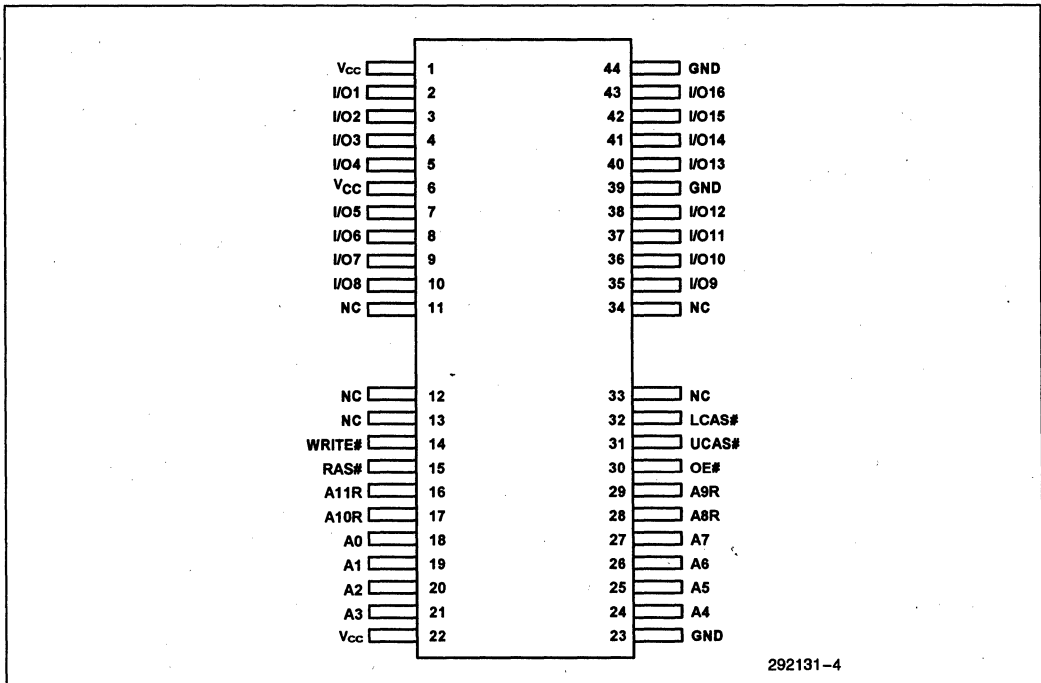 Vcc 1 44 GND
I/O1 2 43 I/O16
I/O2 3 42 I/O15
I/O3 4 41 I/O14
I/O4 5 40 I/O13
VCC 6 39 GND
I/O5 7 38 I/O12
I/O6 8 37 I/O11
I/O7 9 36 I/O10
I/O8 10 35 I/O9
NC 11 34 NC
NC 12 33 NC
NC 13 32 LCAS#
WRITE# 14 31 UCAS#
RAS# 15 30 OE#
A11R 16 29 A9R
A10R 17 28 A8R
A0 18 27 A7
A1 19 26 A6
A2 20 25 A5
A3 21 24 A4
Vcc 22 23 GND
292131–4